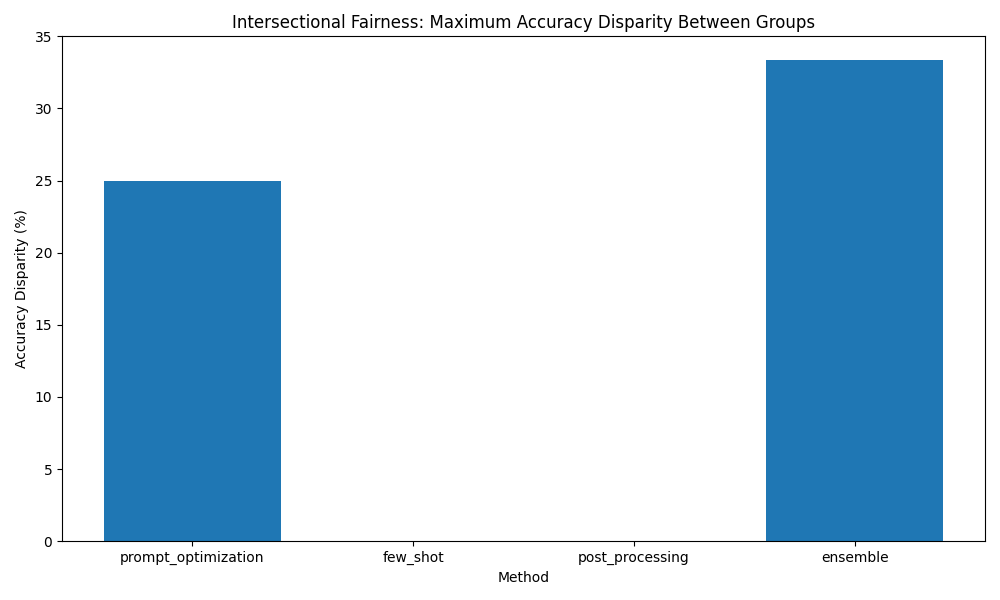 Intersectional Fairness: Maximum Accuracy Disparity Between Groups
35
30
25
20
15
10
5
0
Accuracy Disparity (%)
prompt_optimization few_shot post_processing ensemble
Method